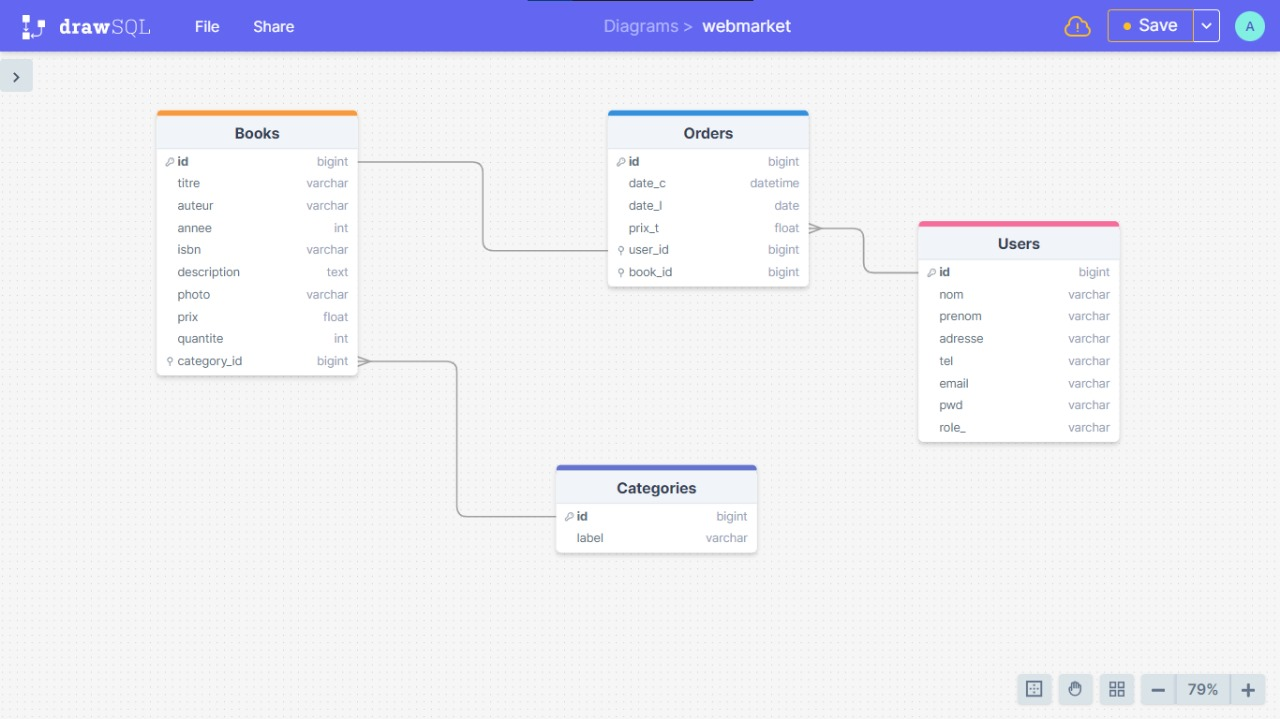 drawSQL File Share Diagrams > webmarket Save A
Books
id bigint
titre varchar
auteur varchar
annee int
isbn varchar
description text
photo varchar
prix float
quantite int
category_id bigint
Orders
id bigint
date_c datetime
date_l date
prix_t float
user_id bigint
book_id bigint
Users
id bigint
nom varchar
prenom varchar
adresse varchar
tel varchar
email varchar
pwd varchar
role_ varchar
Categories
id bigint
label varchar
79%